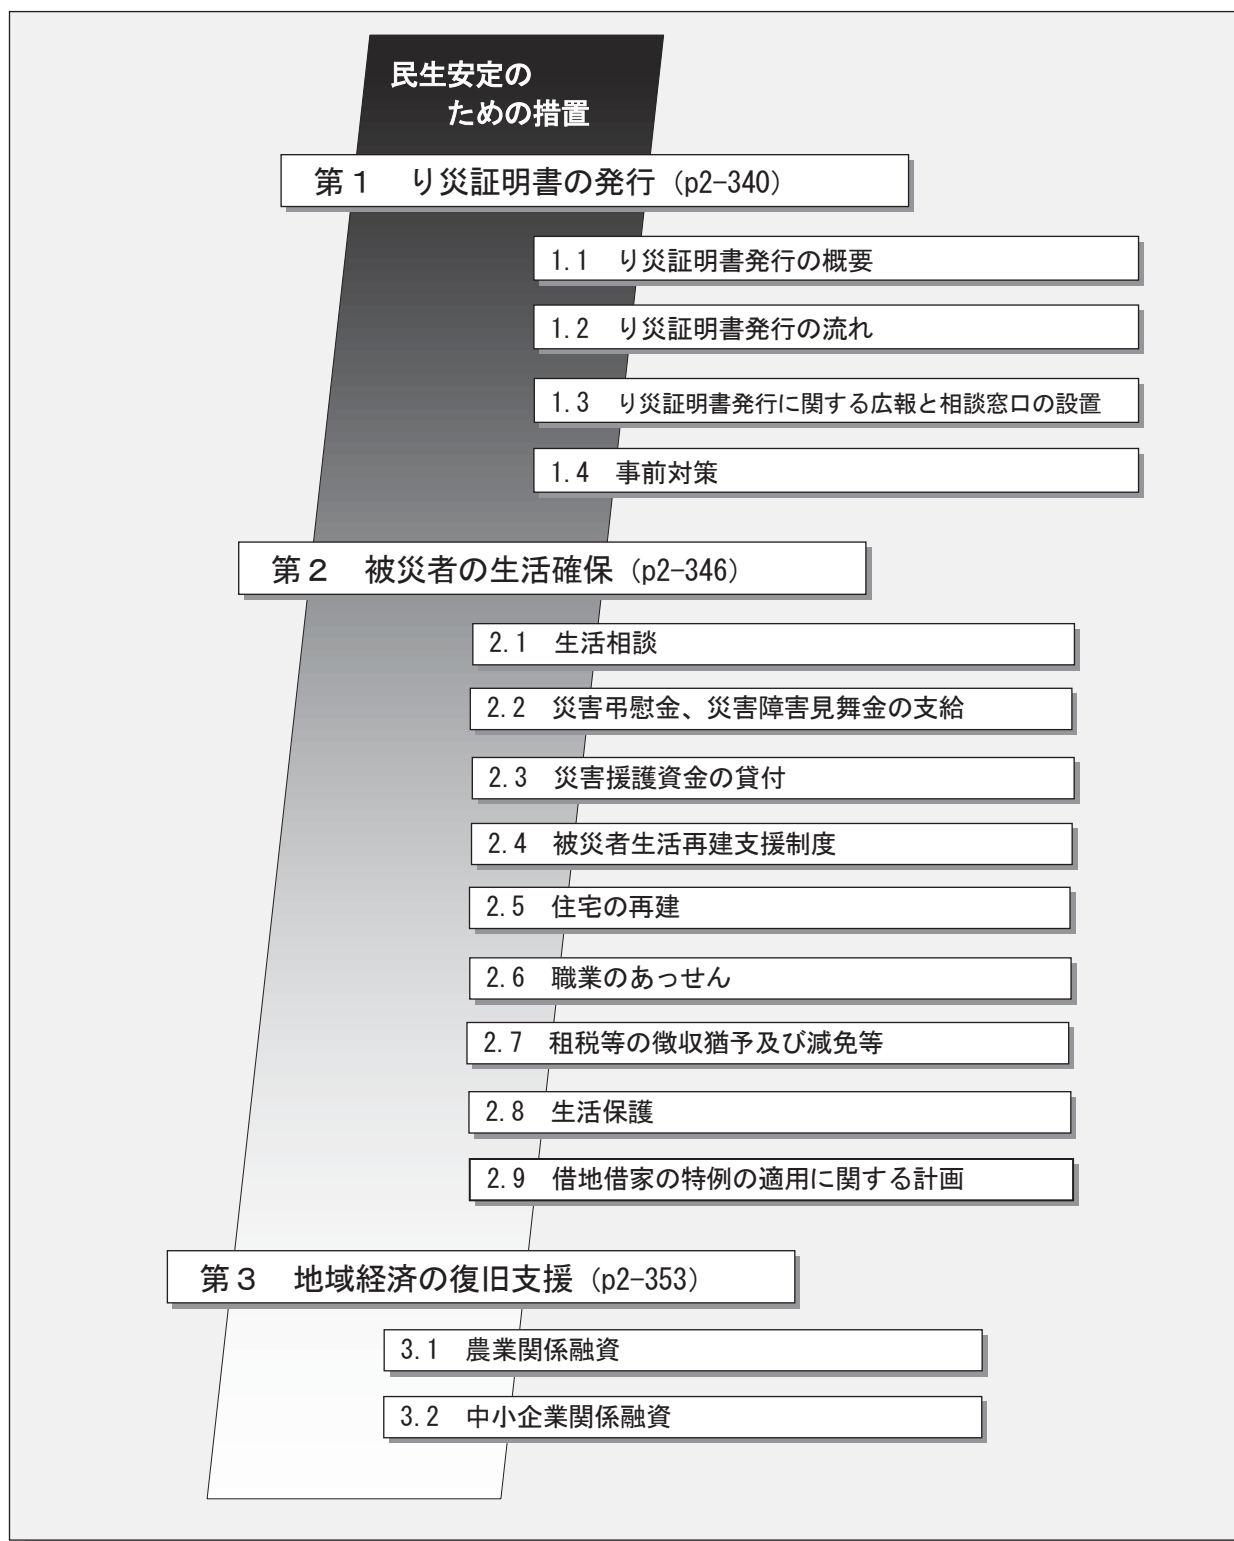 民生安定の
ための措置
第1 り災証明書の発行(p2-340)
1.1 り災証明書発行の概要
1.2 り災証明書発行の流れ
1.3 り災証明書発行に関する広報と相談窓口の設置
1.4 事前対策
第2 被災者の生活確保(p2-346)
2.1 生活相談
2.2 災害弔慰金、災害障害見舞金の支給
2.3 災害援護資金の貸付
2.4 被災者生活再建支援制度
2.5 住宅の再建
2.6 職業のあっせん
2.7 租税等の徴収猶予及び減免等
2.8 生活保護
2.9 借地借家の特例の適用に関する計画
第3 地域経済の復旧支援(p2-353)
3.1 農業関係融資
3.2 中小企業関係融資